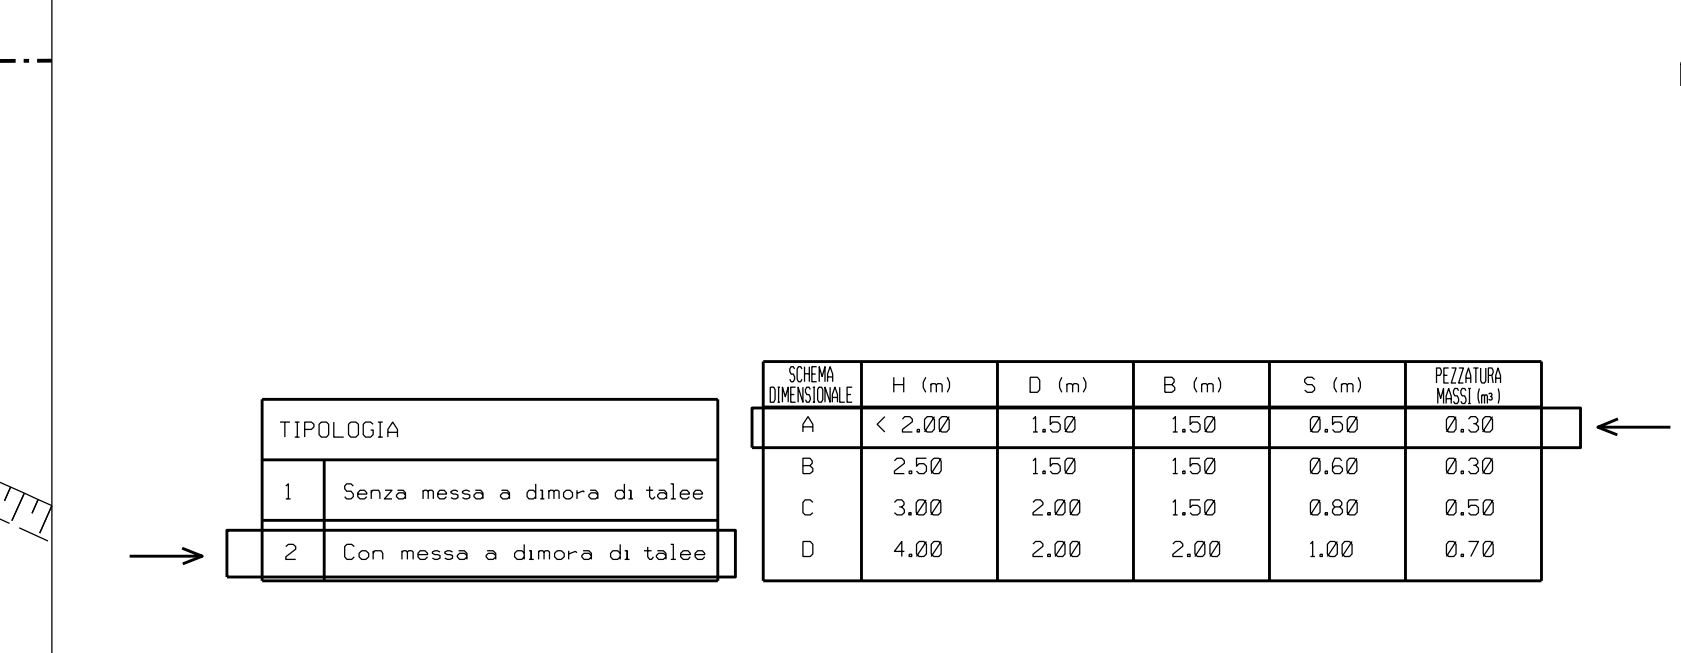 TIPOLOGIA
1 Senza messa a dimora di talee
2 Con messa a dimora di talee
SCHEMA DIMENSIONALE H (m) D (m) B (m) S (m) PEZZATURA MASSI (m³)
A < 2.00 1.50 1.50 0.50 0.30
B 2.50 1.50 1.50 0.60 0.30
C 3.00 2.00 1.50 0.80 0.50
D 4.00 2.00 2.00 1.00 0.70